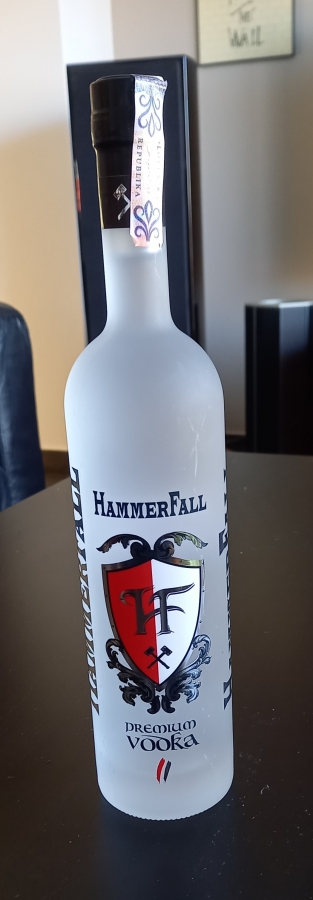 THE
WALL
REPUBLIKA
HAMMERFALL
HAMMERFALL
HF
PREMIUM
VODKA